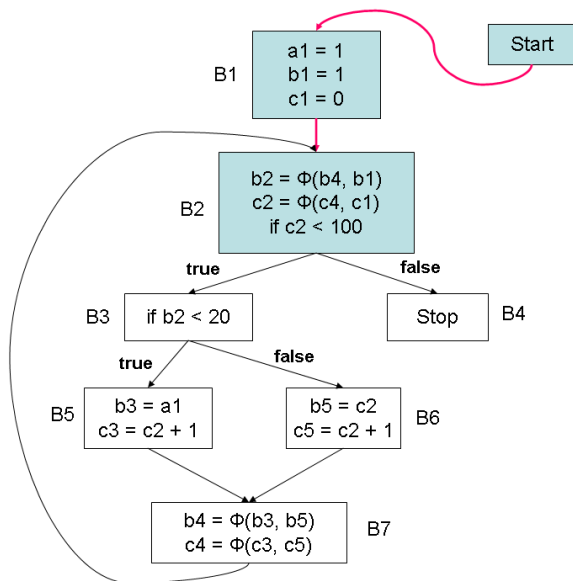 Start
B1
a1 = 1
b1 = 1
c1 = 0
B2
b2 = Φ(b4, b1)
c2 = Φ(c4, c1)
if c2 < 100
true
false
B3
if b2 < 20
Stop
B4
true
false
B5
b3 = a1
c3 = c2 + 1
b5 = c2
c5 = c2 + 1
B6
b4 = Φ(b3, b5)
c4 = Φ(c3, c5)
B7